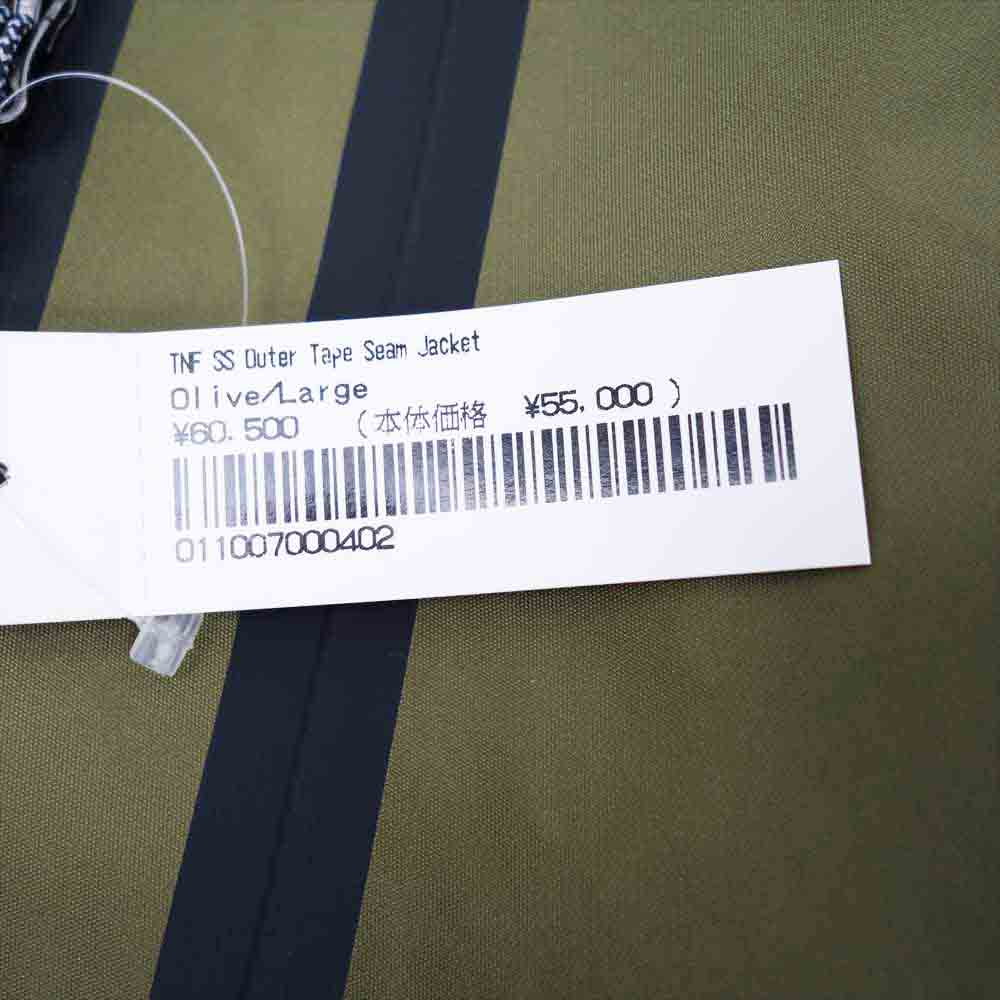 TNF SS Outer Tape Seam Jacket
Olive/Large
¥60,500 (本体価格 ¥55,000)
011007000402